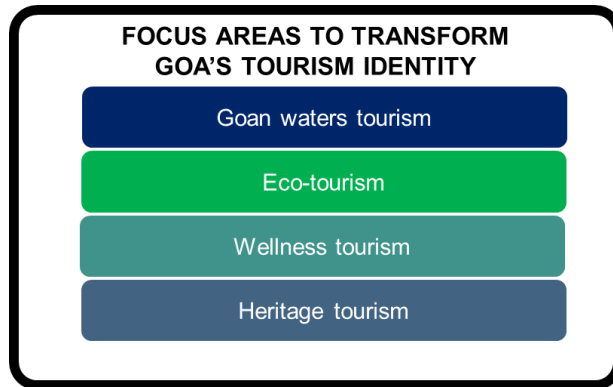 FOCUS AREAS TO TRANSFORM
GOA’S TOURISM IDENTITY
Goan waters tourism
Eco-tourism
Wellness tourism
Heritage tourism